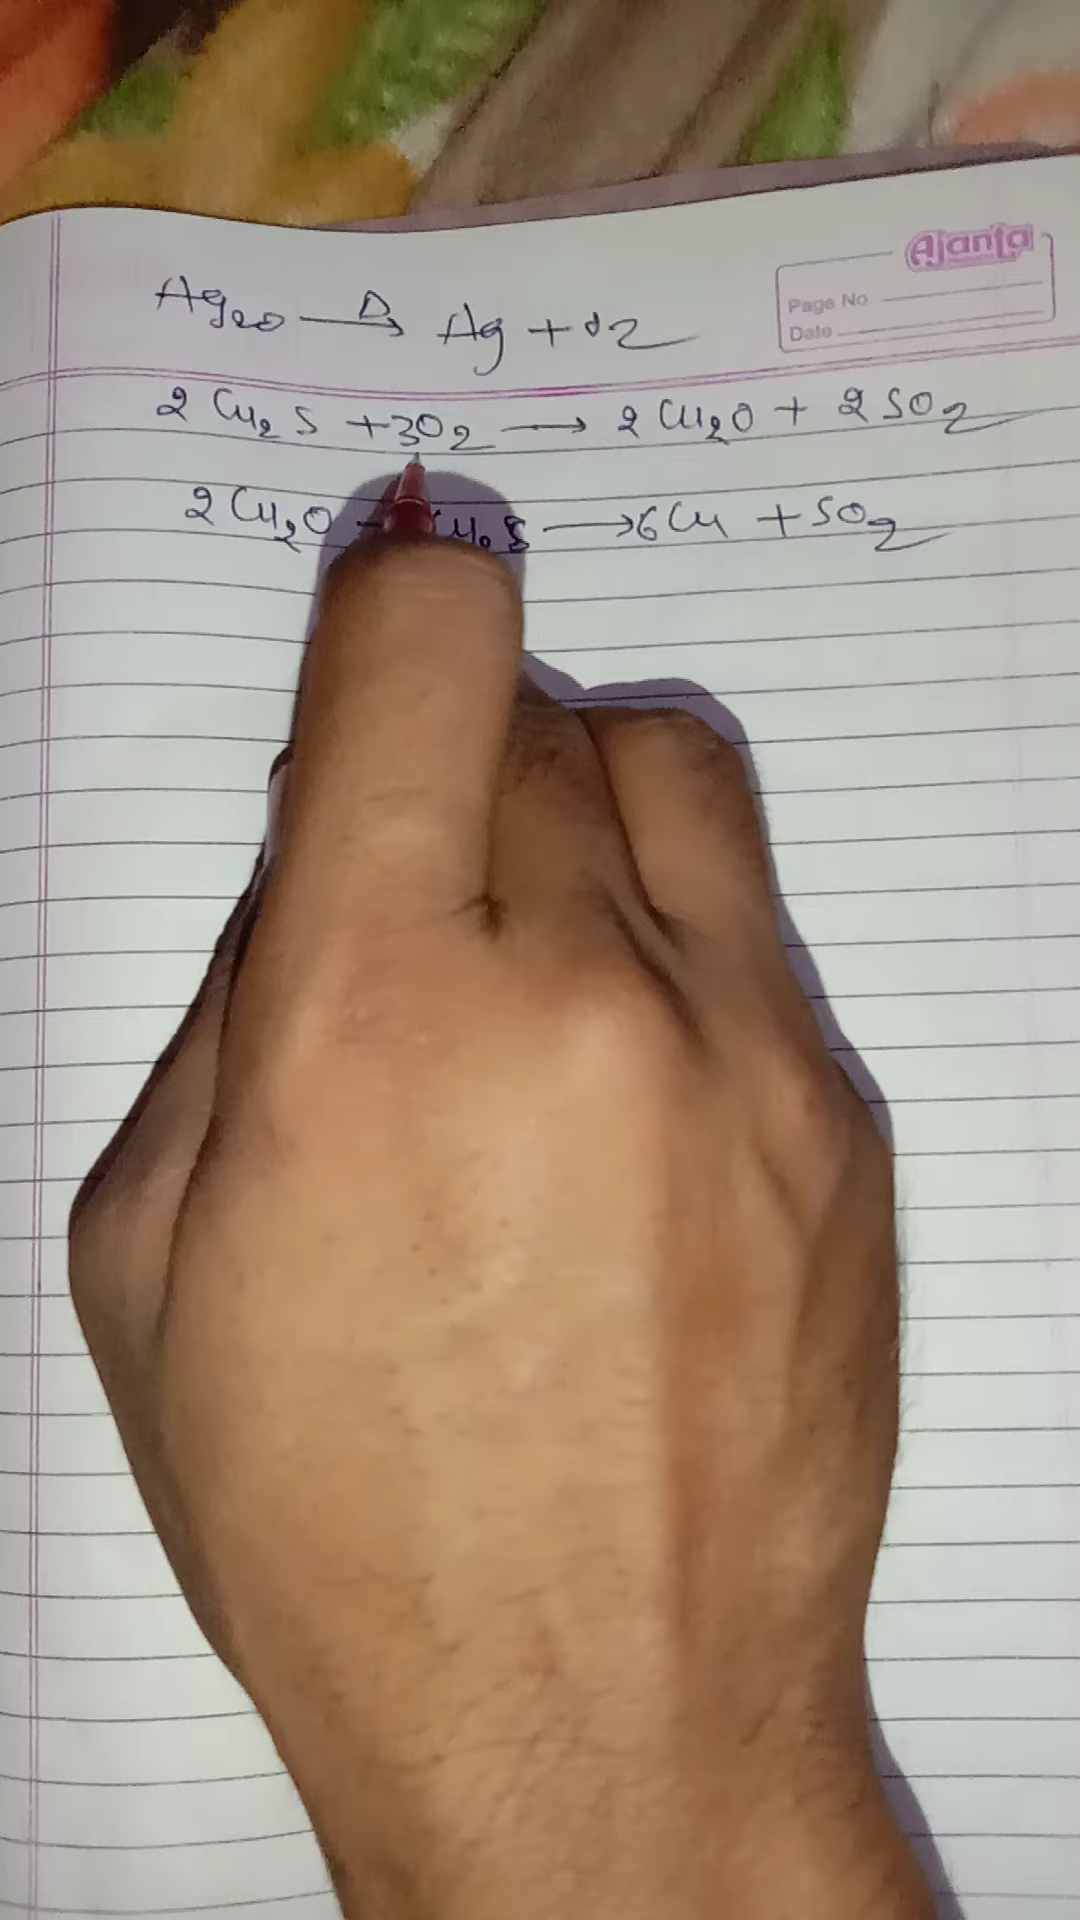 Ajanta
Page No.
Date
Ag2O —Δ→ Ag + O2
2 Cu2S + 3O2 → 2 Cu2O + 2 SO2
2 Cu2O Cu2S → 6 Cu + SO2